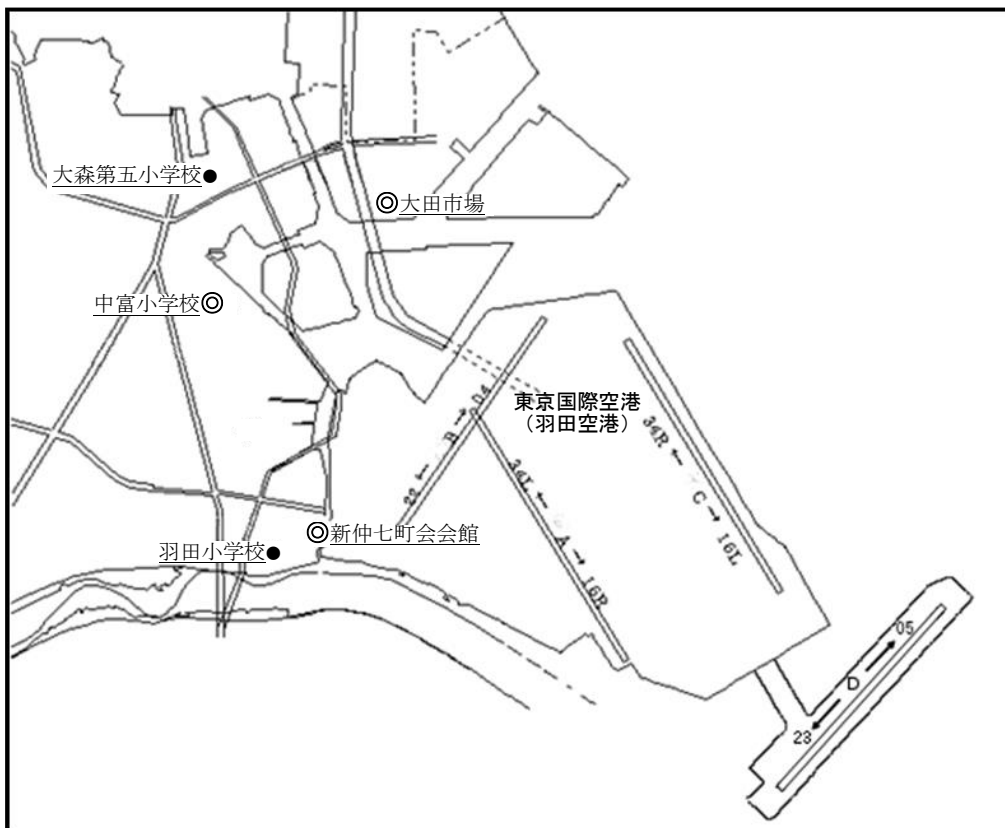 大森第五小学校●
◎大田市場
中富小学校◎
東京国際空港
（羽田空港）
22 ← B → 04
34L ← A → 16R
34R ← C → 16L
◎新仲七町会会館
羽田小学校●
05
D
23